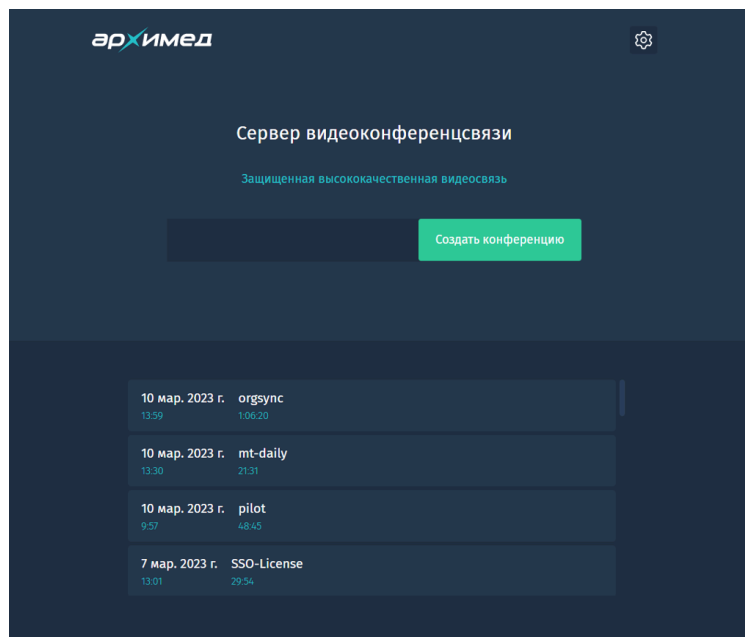 архимед
Сервер видеоконференцсвязи
Защищенная высококачественная видеосвязь
Создать конференцию
10 мар. 2023 г. orgsync
13:59 1:06:20
10 мар. 2023 г. mt-daily
13:30 21:31
10 мар. 2023 г. pilot
9:57 48:45
7 мар. 2023 г. SSO-License
13:01 29:54